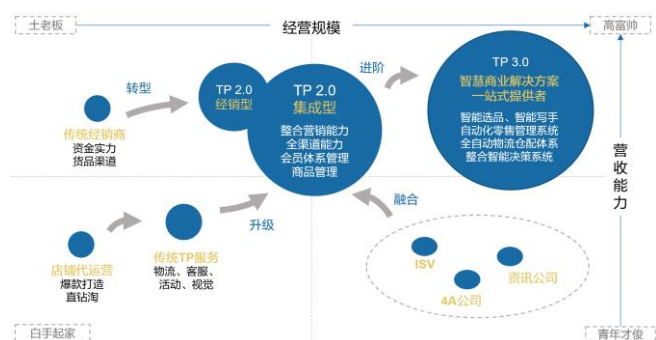 土老板
经营规模
高富帅
转型
TP 2.0
经销型
TP 2.0
集成型
整合营销能力
全渠道能力
会员体系管理
商品管理
进阶
TP 3.0
智慧商业解决方案
一站式提供者
智能选品、智能写手
自动化零售管理系统
全自动物流仓配体系
整合智能决策系统
传统经销商
资金实力
货品渠道
营收能力
店铺代运营
爆款打造
直钻淘
传统TP服务
物流、客服、
活动、视觉
升级
融合
ISV
4A公司
资讯公司
白手起家
青年才俊